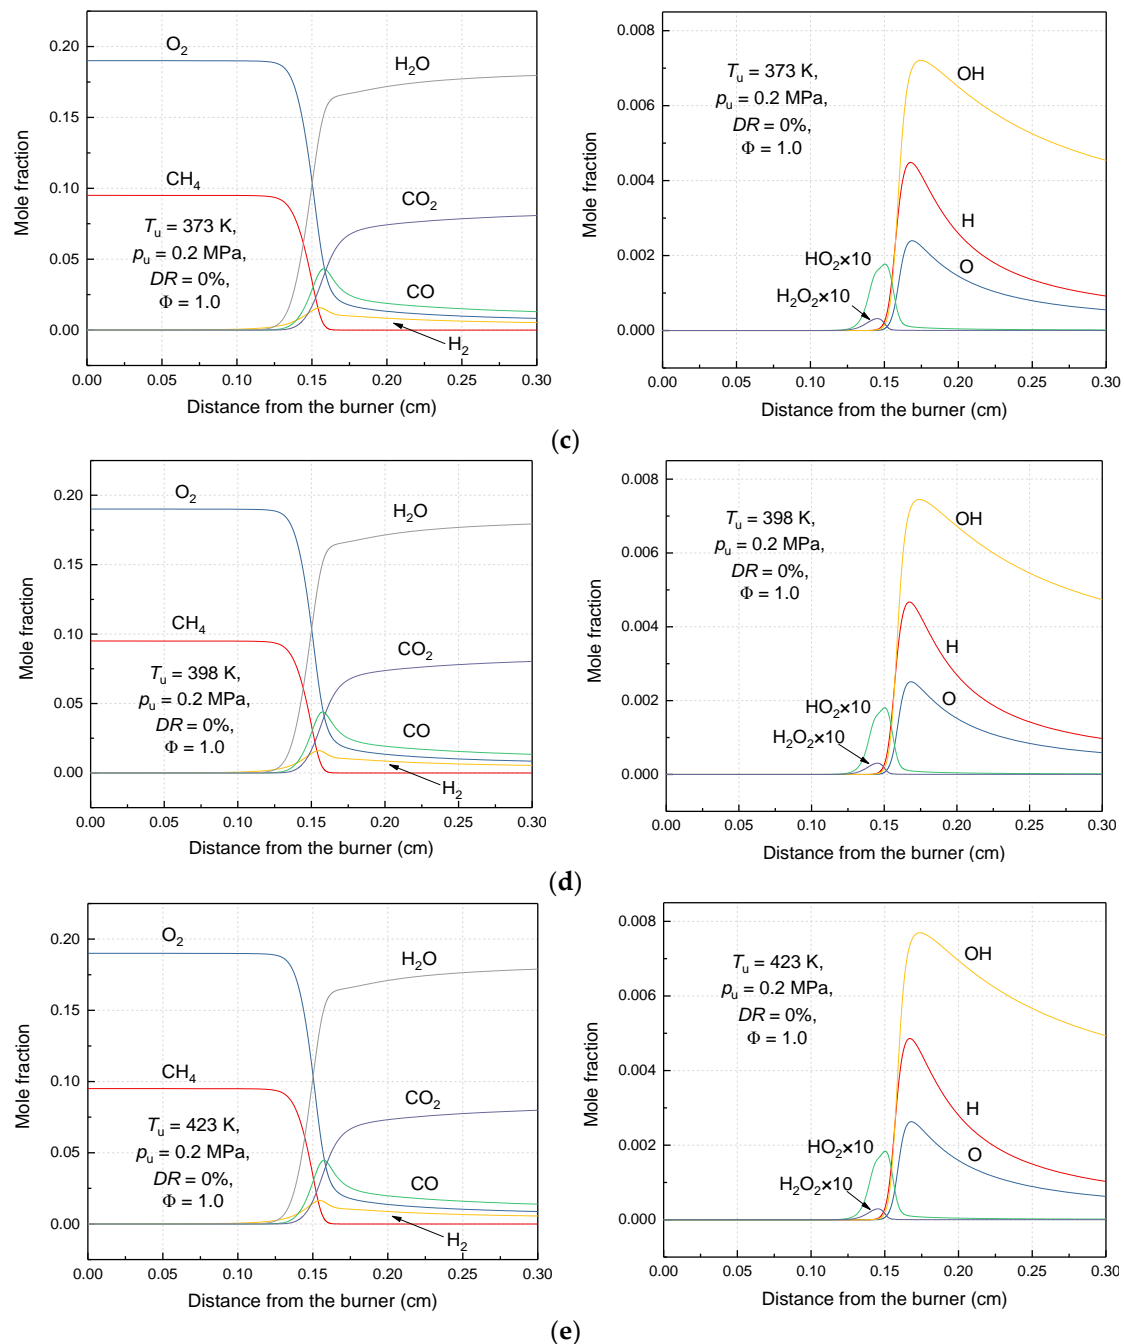 0.20
0.15
0.10
0.05
0.00
Mole fraction
O2
H2O
CH4
CO2
CO
H2
Tu = 373 K,
pu = 0.2 MPa,
DR = 0%,
Φ = 1.0
0.00 0.05 0.10 0.15 0.20 0.25 0.30
Distance from the burner (cm)
0.008
0.006
0.004
0.002
0.000
Mole fraction
Tu = 373 K,
pu = 0.2 MPa,
DR = 0%,
Φ = 1.0
OH
H
O
HO2×10
H2O2×10
0.00 0.05 0.10 0.15 0.20 0.25 0.30
Distance from the burner (cm)
(c)
0.20
0.15
0.10
0.05
0.00
Mole fraction
O2
H2O
CH4
CO2
CO
H2
Tu = 398 K,
pu = 0.2 MPa,
DR = 0%,
Φ = 1.0
0.00 0.05 0.10 0.15 0.20 0.25 0.30
Distance from the burner (cm)
0.008
0.006
0.004
0.002
0.000
Mole fraction
Tu = 398 K,
pu = 0.2 MPa,
DR = 0%,
Φ = 1.0
OH
H
O
HO2×10
H2O2×10
0.00 0.05 0.10 0.15 0.20 0.25 0.30
Distance from the burner (cm)
(d)
0.20
0.15
0.10
0.05
0.00
Mole fraction
O2
H2O
CH4
CO2
CO
H2
Tu = 423 K,
pu = 0.2 MPa,
DR = 0%,
Φ = 1.0
0.00 0.05 0.10 0.15 0.20 0.25 0.30
Distance from the burner (cm)
0.008
0.006
0.004
0.002
0.000
Mole fraction
Tu = 423 K,
pu = 0.2 MPa,
DR = 0%,
Φ = 1.0
OH
H
O
HO2×10
H2O2×10
0.00 0.05 0.10 0.15 0.20 0.25 0.30
Distance from the burner (cm)
(e)